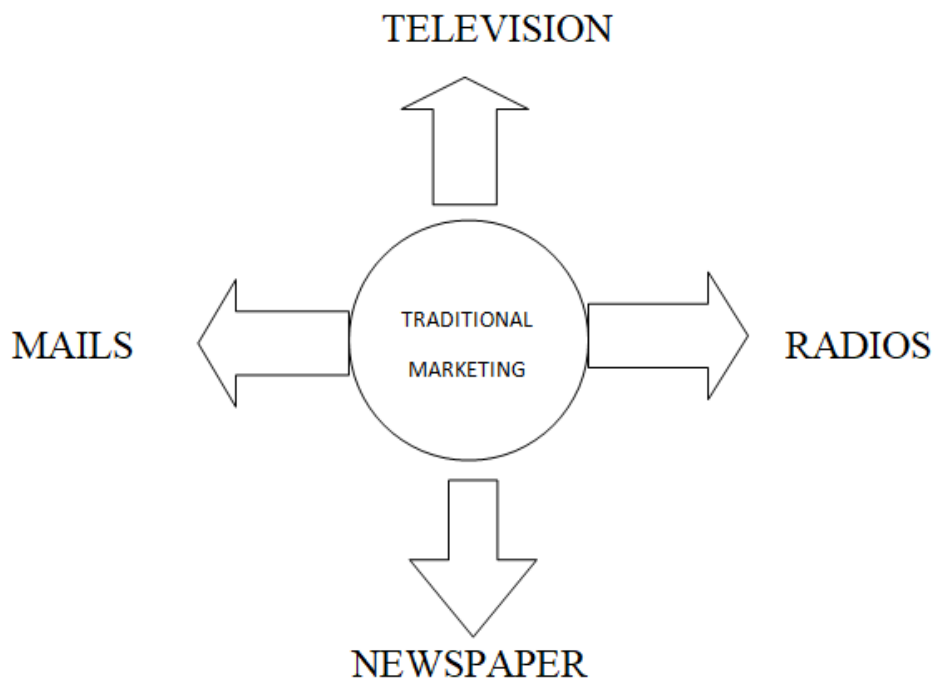 TELEVISION
TRADITIONAL
MARKETING
MAILS
RADIOS
NEWSPAPER